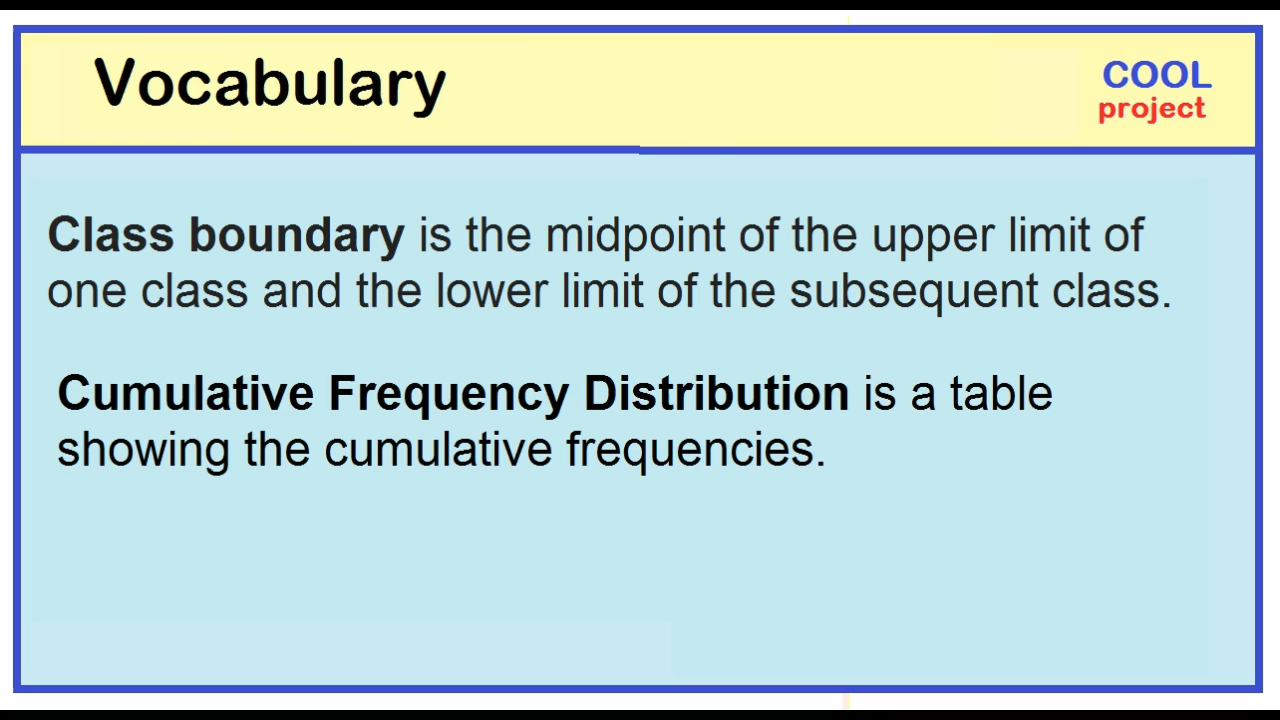 Vocabulary
COOL
project
Class boundary is the midpoint of the upper limit of
one class and the lower limit of the subsequent class.
Cumulative Frequency Distribution is a table
showing the cumulative frequencies.